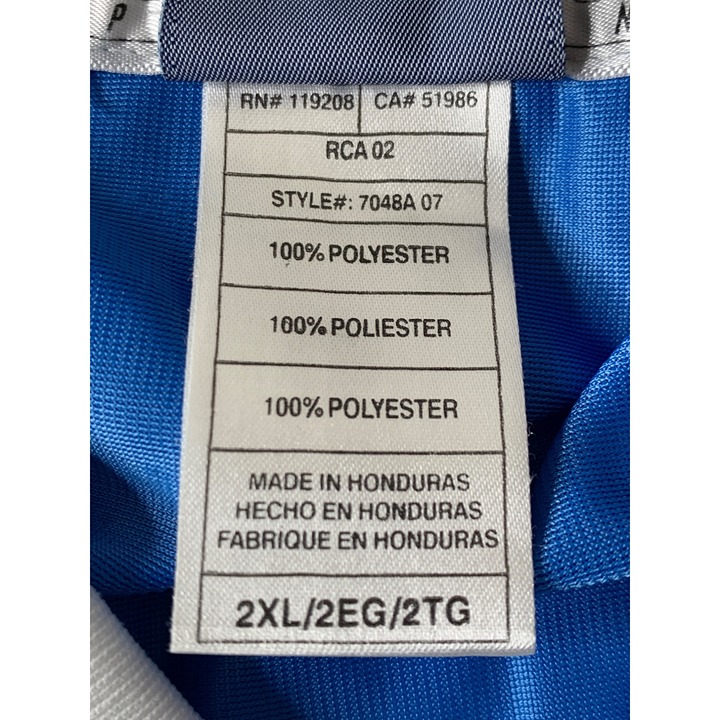 P
N
RN# 119208 CA# 51986
RCA 02
STYLE#: 7048A 07
100% POLYESTER
100% POLIESTER
100% POLYESTER
MADE IN HONDURAS
HECHO EN HONDURAS
FABRIQUE EN HONDURAS
2XL/2EG/2TG